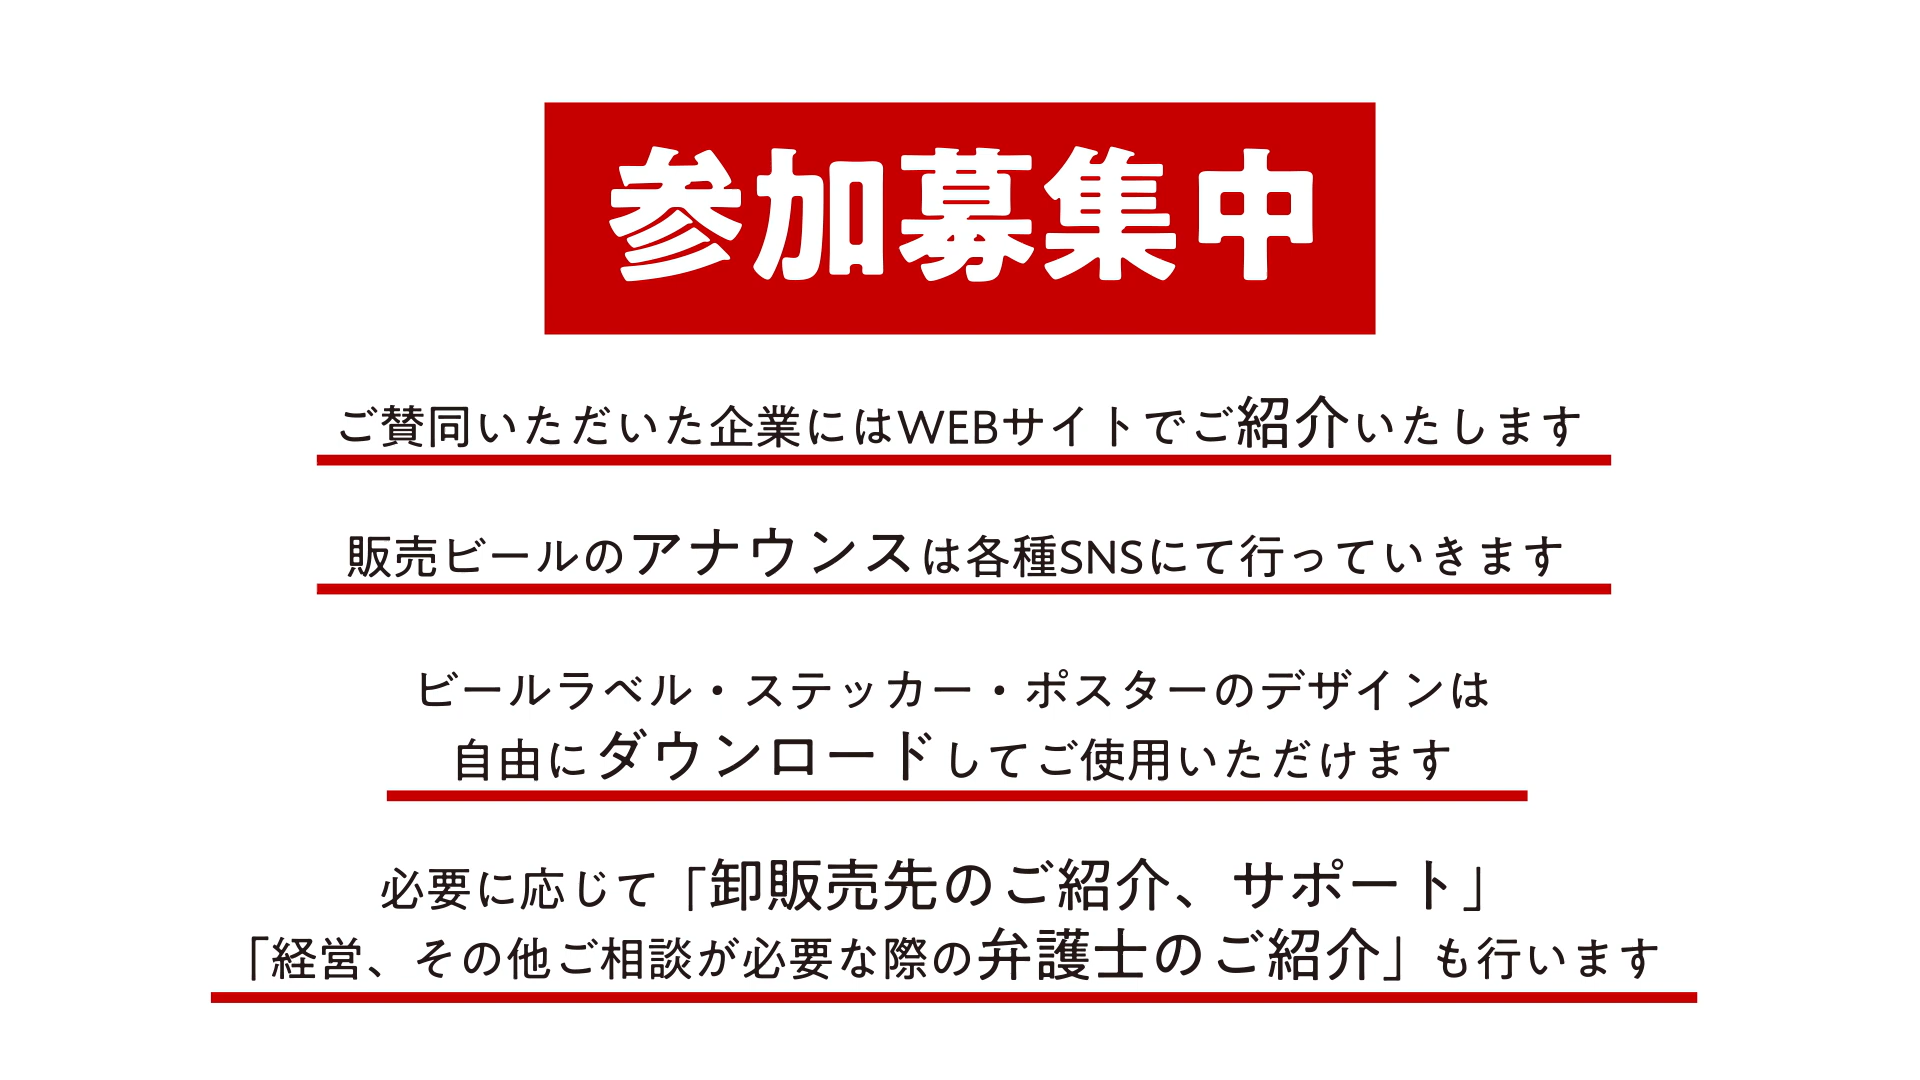 参加募集中
ご賛同いただいた企業にはWEBサイトでご紹介いたします
販売ビールのアナウンスは各種SNSにて行っていきます
ビールラベル・ステッカー・ポスターのデザインは
自由にダウンロードしてご使用いただけます
必要に応じて「卸販売先のご紹介、サポート」
「経営、その他ご相談が必要な際の弁護士のご紹介」も行います